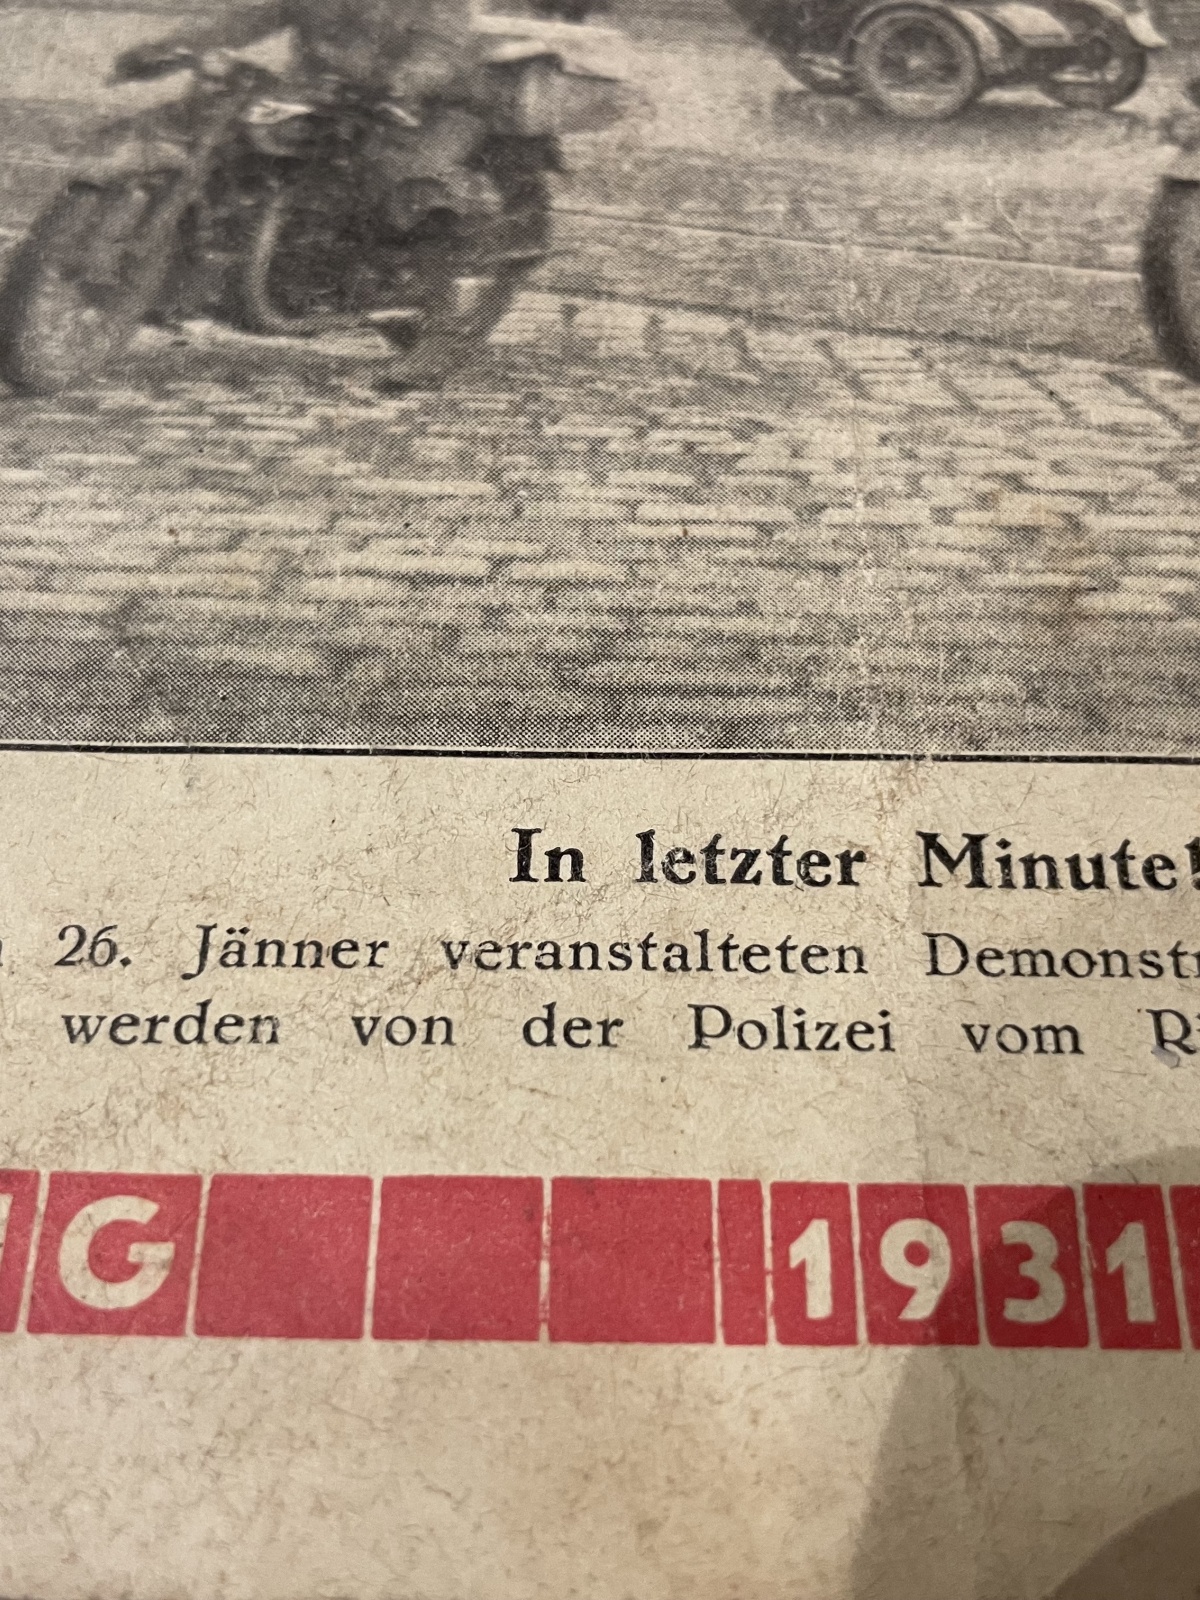 In letzter Minute!
26. Jänner veranstalteten
werden von der Polizei vom
G 1931